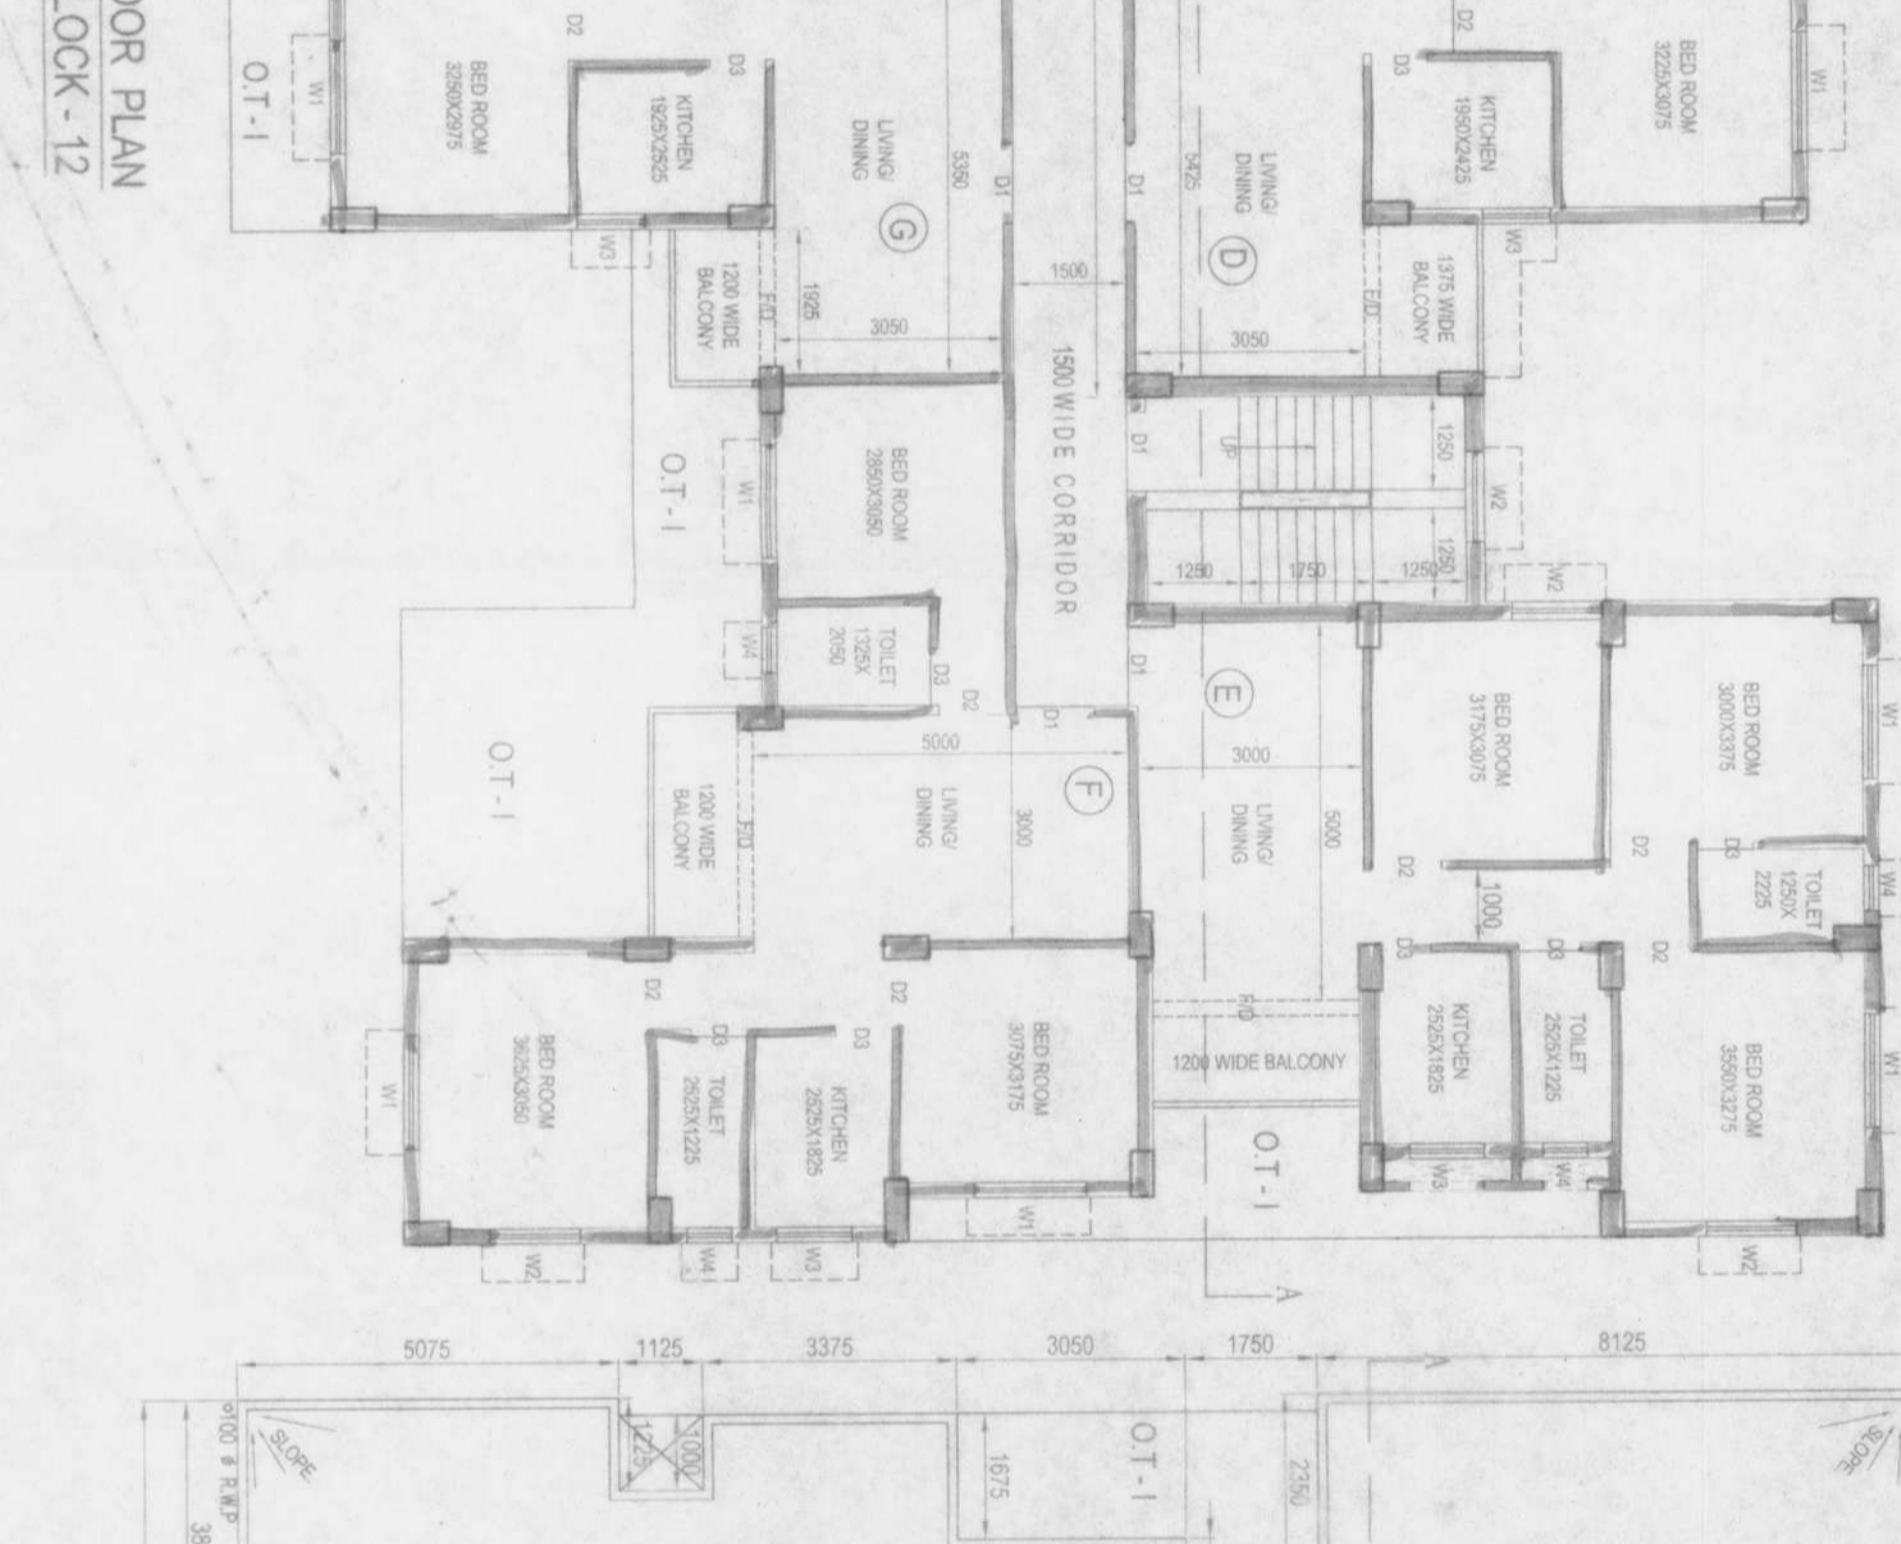 OOR PLAN
LOCK - 12
O.T - I
W1
BED ROOM
3250X2975
D2
KITCHEN
1925X2525
D3
W3
1200 WIDE
BALCONY
F/D
1925
LIVING/
DINING
G
5350
3050
D1
1500
1500 WIDE CORRIDOR
D1
5425
LIVING/
DINING
D
3050
D3
D2
KITCHEN
1950X2425
BED ROOM
3225X3075
W1
W3
1375 WIDE
BALCONY
F/D
O.T - I
W1
BED ROOM
2850X3050
W4
TOILET
1325X
2050
D3
D2
D1
D1
UP
1250
1250
1250
1750
1250
W2
W2
D1
E
3000
5000
LIVING/
DINING
BED ROOM
3175X3075
BED ROOM
3000X3375
W1
D2
D3
TOILET
1250X
2225
W4
D2
1000
D3
D3
D2
KITCHEN
2525X1825
TOILET
2525X1225
BED ROOM
3550X3275
W1
W3
W4
W2
F/D
1200 WIDE BALCONY
O.T - I
A
5000
F
LIVING/
DINING
3000
O.T - I
1200 WIDE
BALCONY
F/D
D2
D2
D3
D3
BED ROOM
3625X3050
TOILET
2525X1225
KITCHEN
2525X1825
BED ROOM
3075X3175
W1
W2
W4
W3
W1
5075
1125
3375
3050
1750
8125
A
100 ø R.W.P
SLOPE
1225
1000
1675
O.T - I
2350
SLOPE
38